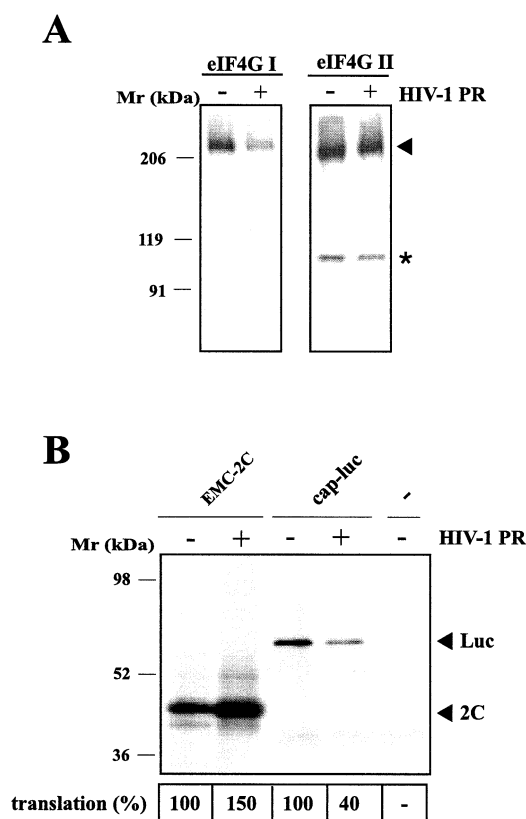 A
eIF4G I eIF4G II
Mr (kDa) - + - + HIV-1 PR
206
119
*
91
B
EMC-2C cap-luc -
Mr (kDa) - + - + - HIV-1 PR
98
Luc
52
2C
36
translation (%) 100 150 100 40 -